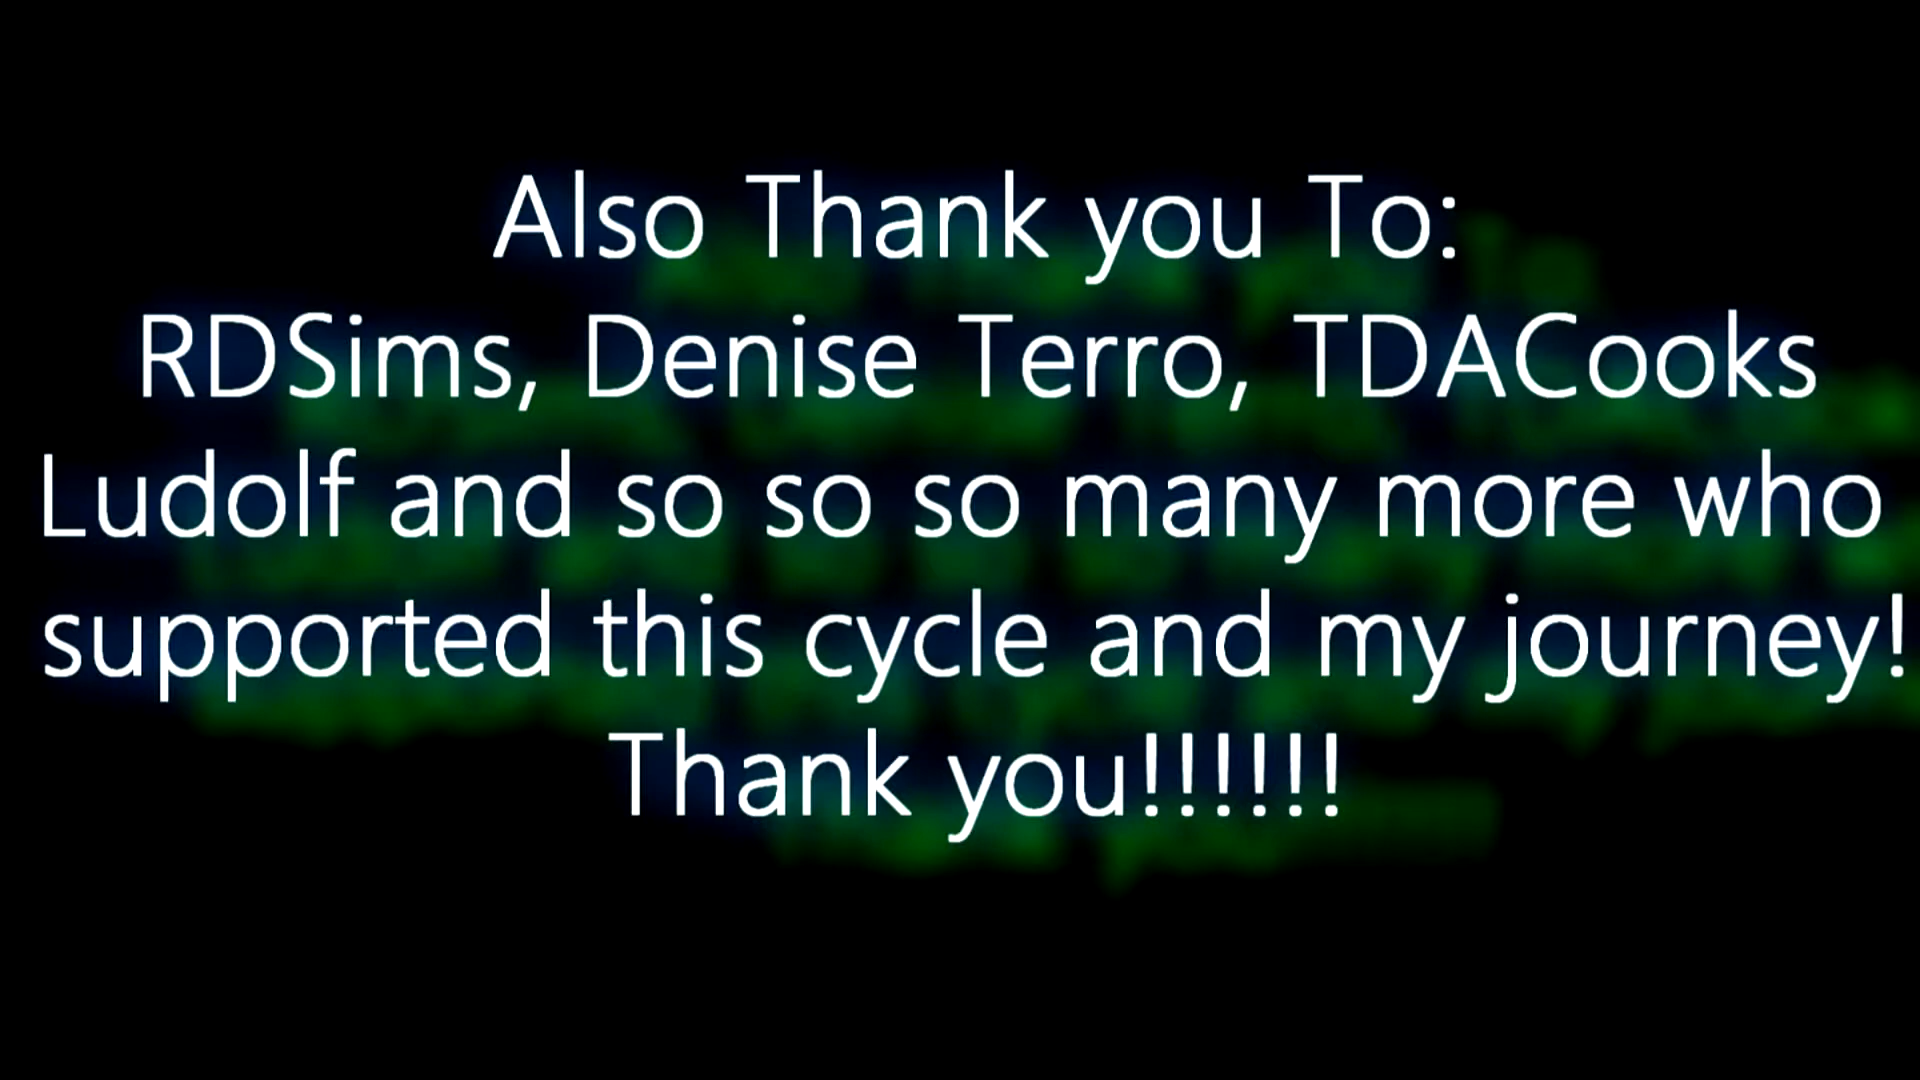 Also Thank you To:
RDSims, Denise Terro, TDACooks
Ludolf and so so so many more who
supported this cycle and my journey!
Thank you!!!!!!